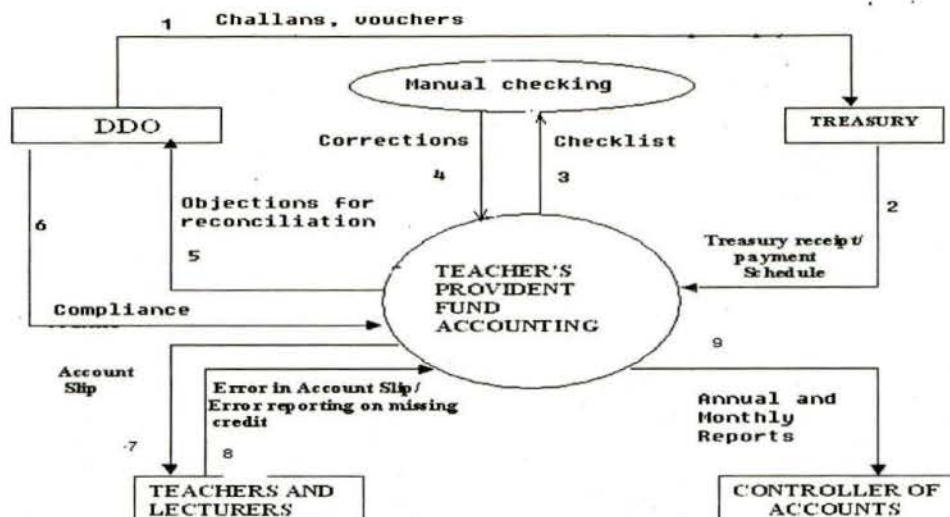 1 Challans, vouchers
Manual checking
DDO
TREASURY
Corrections
Checklist
4
3
2
6
Objections for
reconciliation
5
Treasury receipt/
payment
Schedule
TEACHER'S
PROVIDENT
FUND
ACCOUNTING
Compliance
9
Account
Slip
Error in Account Slip/
Error reporting on missing
credit
Annual and
Monthly
Reports
7
8
TEACHERS AND
LECTURERS
CONTROLLER OF
ACCOUNTS